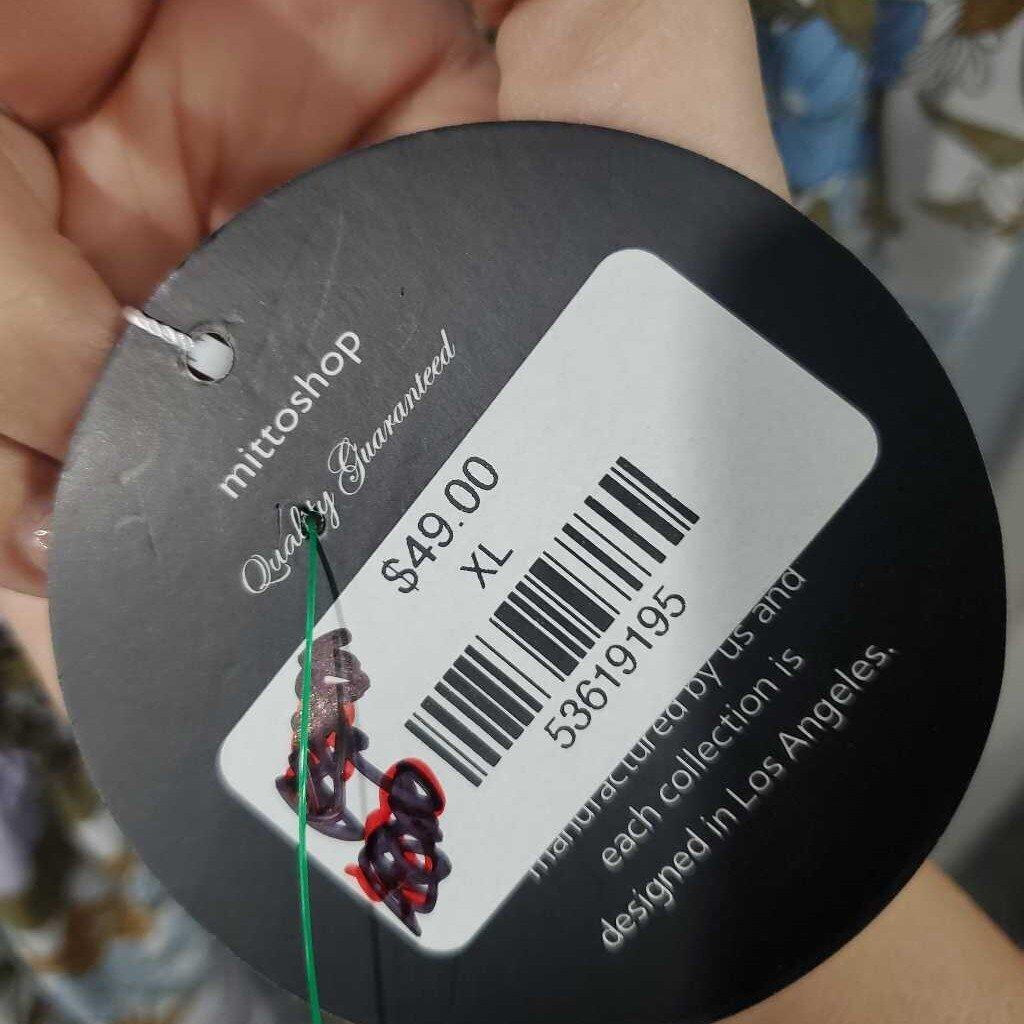 mittoshop
Quality Guaranteed
$49.00
XL
53619195
manufactured by us and
each collection is
designed in Los Angeles.